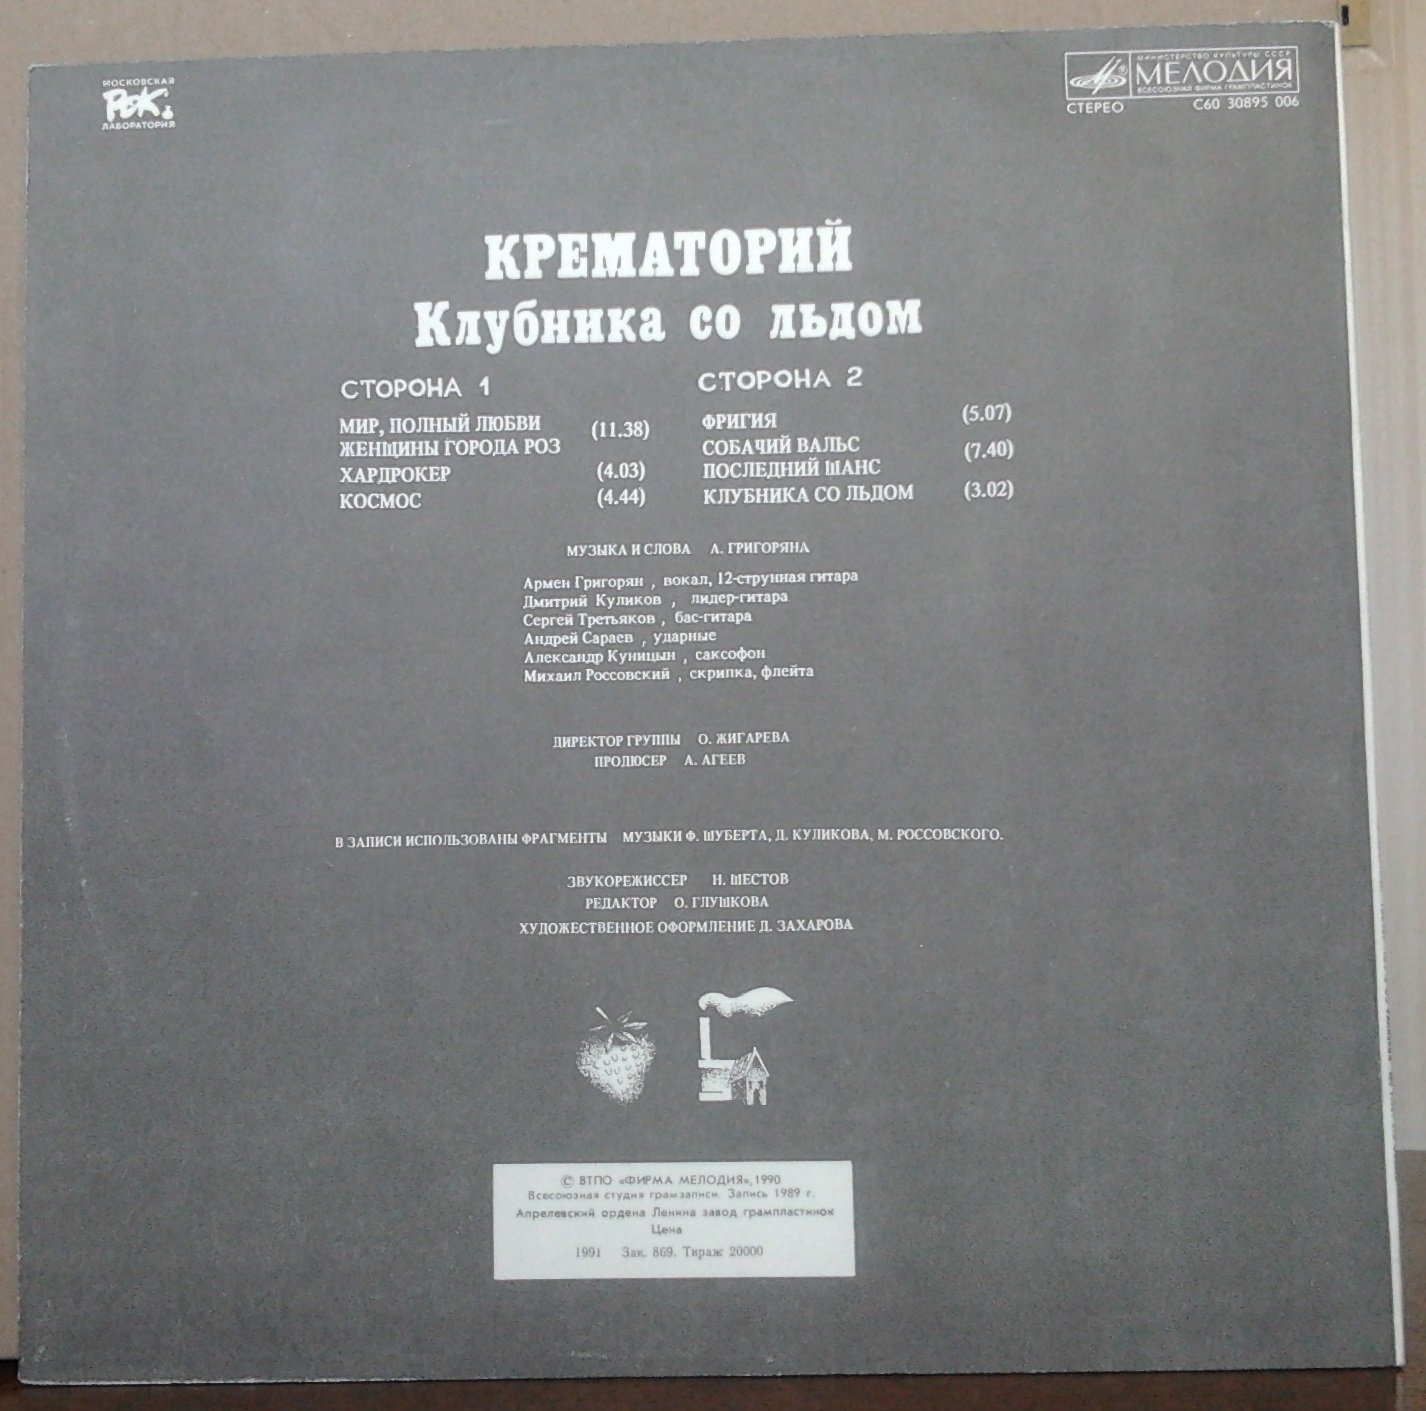 МОСКОВСКАЯ
РОК
ЛАБОРАТОРИЯ
МИНИСТЕРСТВО КУЛЬТУРЫ СССР
МЕЛОДИЯ
ВСЕСОЮЗНАЯ ФИРМА ГРАМПЛАСТИНОК
СТЕРЕО С60 30895 006
КРЕМАТОРИЙ
Клубника со льдом
СТОРОНА 1
МИР, ПОЛНЫЙ ЛЮБВИ
ЖЕНЩИНЫ ГОРОДА РОЗ (11.38)
ХАРДРОКЕР (4.03)
КОСМОС (4.44)
СТОРОНА 2
ФРИГИЯ (5.07)
СОБАЧИЙ ВАЛЬС
ПОСЛЕДНИЙ ШАНС (7.40)
КЛУБНИКА СО ЛЬДОМ (3.02)
МУЗЫКА И СЛОВА А. ГРИГОРЯНА
Армен Григорян , вокал, 12-струнная гитара
Дмитрий Куликов , лидер-гитара
Сергей Третьяков , бас-гитара
Андрей Сараев , ударные
Александр Куницын , саксофон
Михаил Россовский , скрипка, флейта
ДИРЕКТОР ГРУППЫ О. ЖИГАРЕВА
ПРОДЮСЕР А. АГЕЕВ
В ЗАПИСИ ИСПОЛЬЗОВАНЫ ФРАГМЕНТЫ МУЗЫКИ Ф. ШУБЕРТА, Д. КУЛИКОВА, М. РОССОВСКОГО.
ЗВУКОРЕЖИССЕР Н. ШЕСТОВ
РЕДАКТОР О. ГЛУШКОВА
ХУДОЖЕСТВЕННОЕ ОФОРМЛЕНИЕ Д. ЗАХАРОВА
© ВТПО «ФИРМА МЕЛОДИЯ», 1990
Всесоюзная студия грамзаписи. Запись 1989 г.
Апрелевский ордена Ленина завод грампластинок
Цена
1991 Зак. 869. Тираж 20000